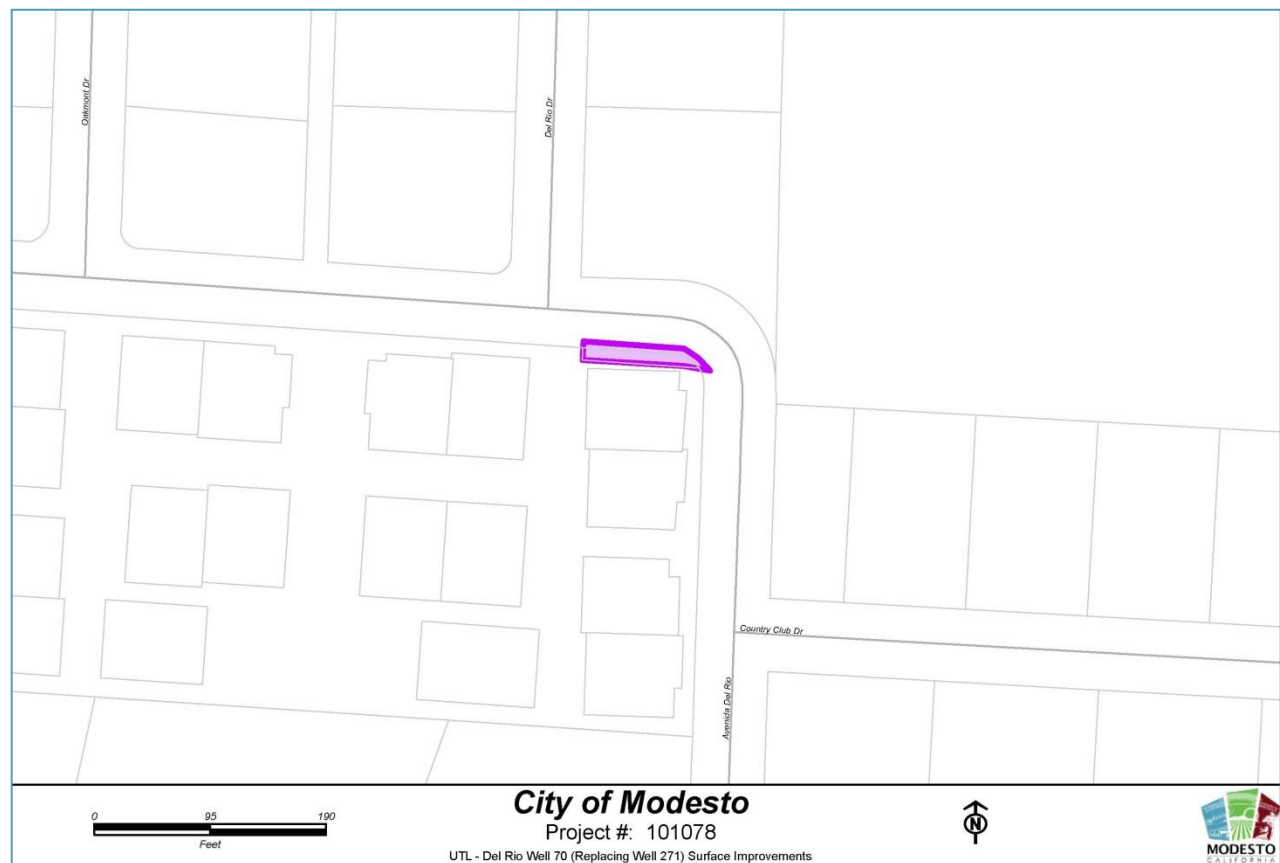 Oakmont Dr
Del Rio Dr
Country Club Dr
Avenida Del Rio
0 95 190
Feet
City of Modesto
Project #: 101078
UTL - Del Rio Well 70 (Replacing Well 271) Surface Improvements
N
MODESTO
CALIFORNIA